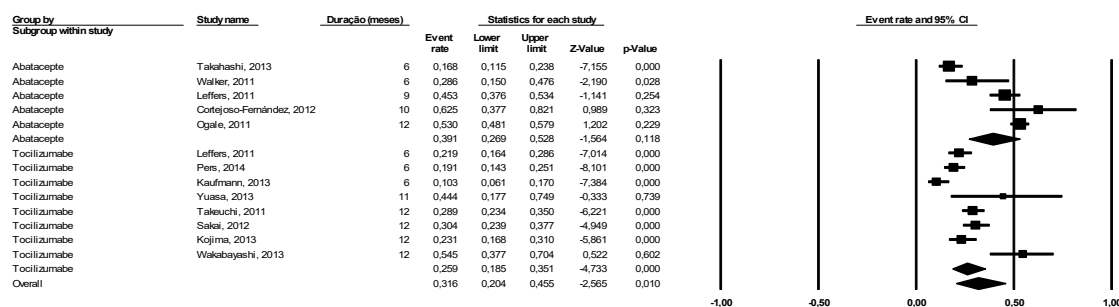 Group by Study name Duração (meses) Statistics for each study Event rate and 95% CI
Subgroup within study
Event rate Lower limit Upper limit Z-Value p-Value
Abatacepte Takahashi, 2013 6 0,168 0,115 0,238 -7,155 0,000
Abatacepte Walker, 2011 6 0,286 0,150 0,476 -2,190 0,028
Abatacepte Leffers, 2011 9 0,453 0,376 0,534 -1,141 0,254
Abatacepte Cortejoso-Fernández, 2012 10 0,625 0,377 0,821 0,989 0,323
Abatacepte Ogale, 2011 12 0,530 0,481 0,579 1,202 0,229
Abatacepte 0,391 0,269 0,528 -1,564 0,118
Tocilizumabe Leffers, 2011 6 0,219 0,164 0,286 -7,014 0,000
Tocilizumabe Pers, 2014 6 0,191 0,143 0,251 -8,101 0,000
Tocilizumabe Kaufmann, 2013 6 0,103 0,061 0,170 -7,384 0,000
Tocilizumabe Yuasa, 2013 11 0,444 0,177 0,749 -0,333 0,739
Tocilizumabe Takeuchi, 2011 12 0,289 0,234 0,350 -6,221 0,000
Tocilizumabe Sakai, 2012 12 0,304 0,239 0,377 -4,949 0,000
Tocilizumabe Kojima, 2013 12 0,231 0,168 0,310 -5,861 0,000
Tocilizumabe Wakabayashi, 2013 12 0,545 0,377 0,704 0,522 0,602
Tocilizumabe 0,259 0,185 0,351 -4,733 0,000
Overall 0,316 0,204 0,455 -2,565 0,010
-1,00 -0,50 0,00 0,50 1,00